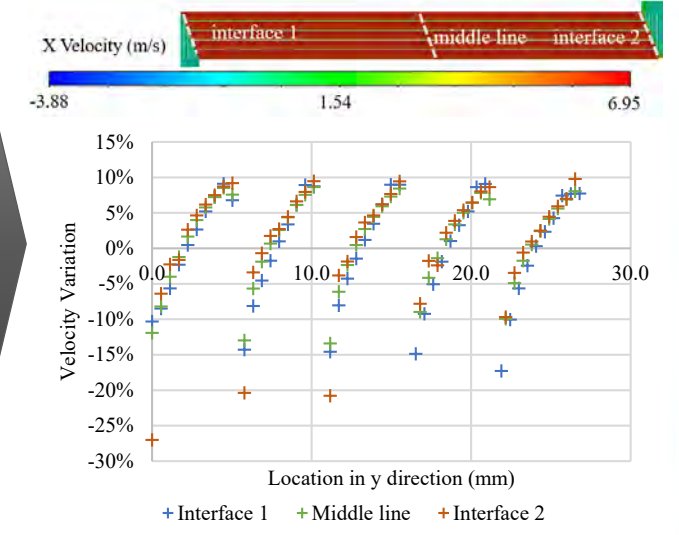 interface 1
middle line
interface 2
X Velocity (m/s)
-3.88
1.54
6.95
15%
10%
5%
0%
0.0
10.0
20.0
30.0
-5%
-10%
-15%
-20%
-25%
-30%
Velocity Variation
Location in y direction (mm)
Interface 1
Middle line
Interface 2